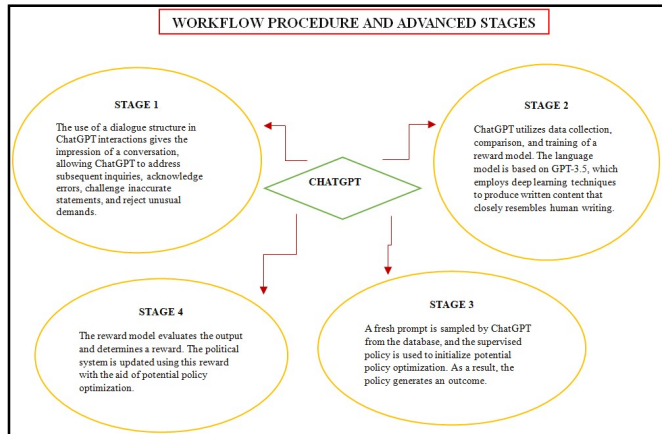 WORKFLOW PROCEDURE AND ADVANCED STAGES
STAGE 1
The use of a dialogue structure in
ChatGPT interactions gives the
impression of a conversation,
allowing ChatGPT to address
subsequent inquiries, acknowledge
errors, challenge inaccurate
statements, and reject unusual
demands.
STAGE 2
ChatGPT utilizes data collection,
comparison, and training of a
reward model. The language
model is based on GPT-3.5, which
employs deep learning techniques
to produce written content that
closely resembles human writing.
CHATGPT
STAGE 3
A fresh prompt is sampled by ChatGPT
from the database, and the supervised
policy is used to initialize potential
policy optimization. As a result, the
policy generates an outcome.
STAGE 4
The reward model evaluates the output
and determines a reward. The political
system is updated using this reward
with the aid of potential policy
optimization.